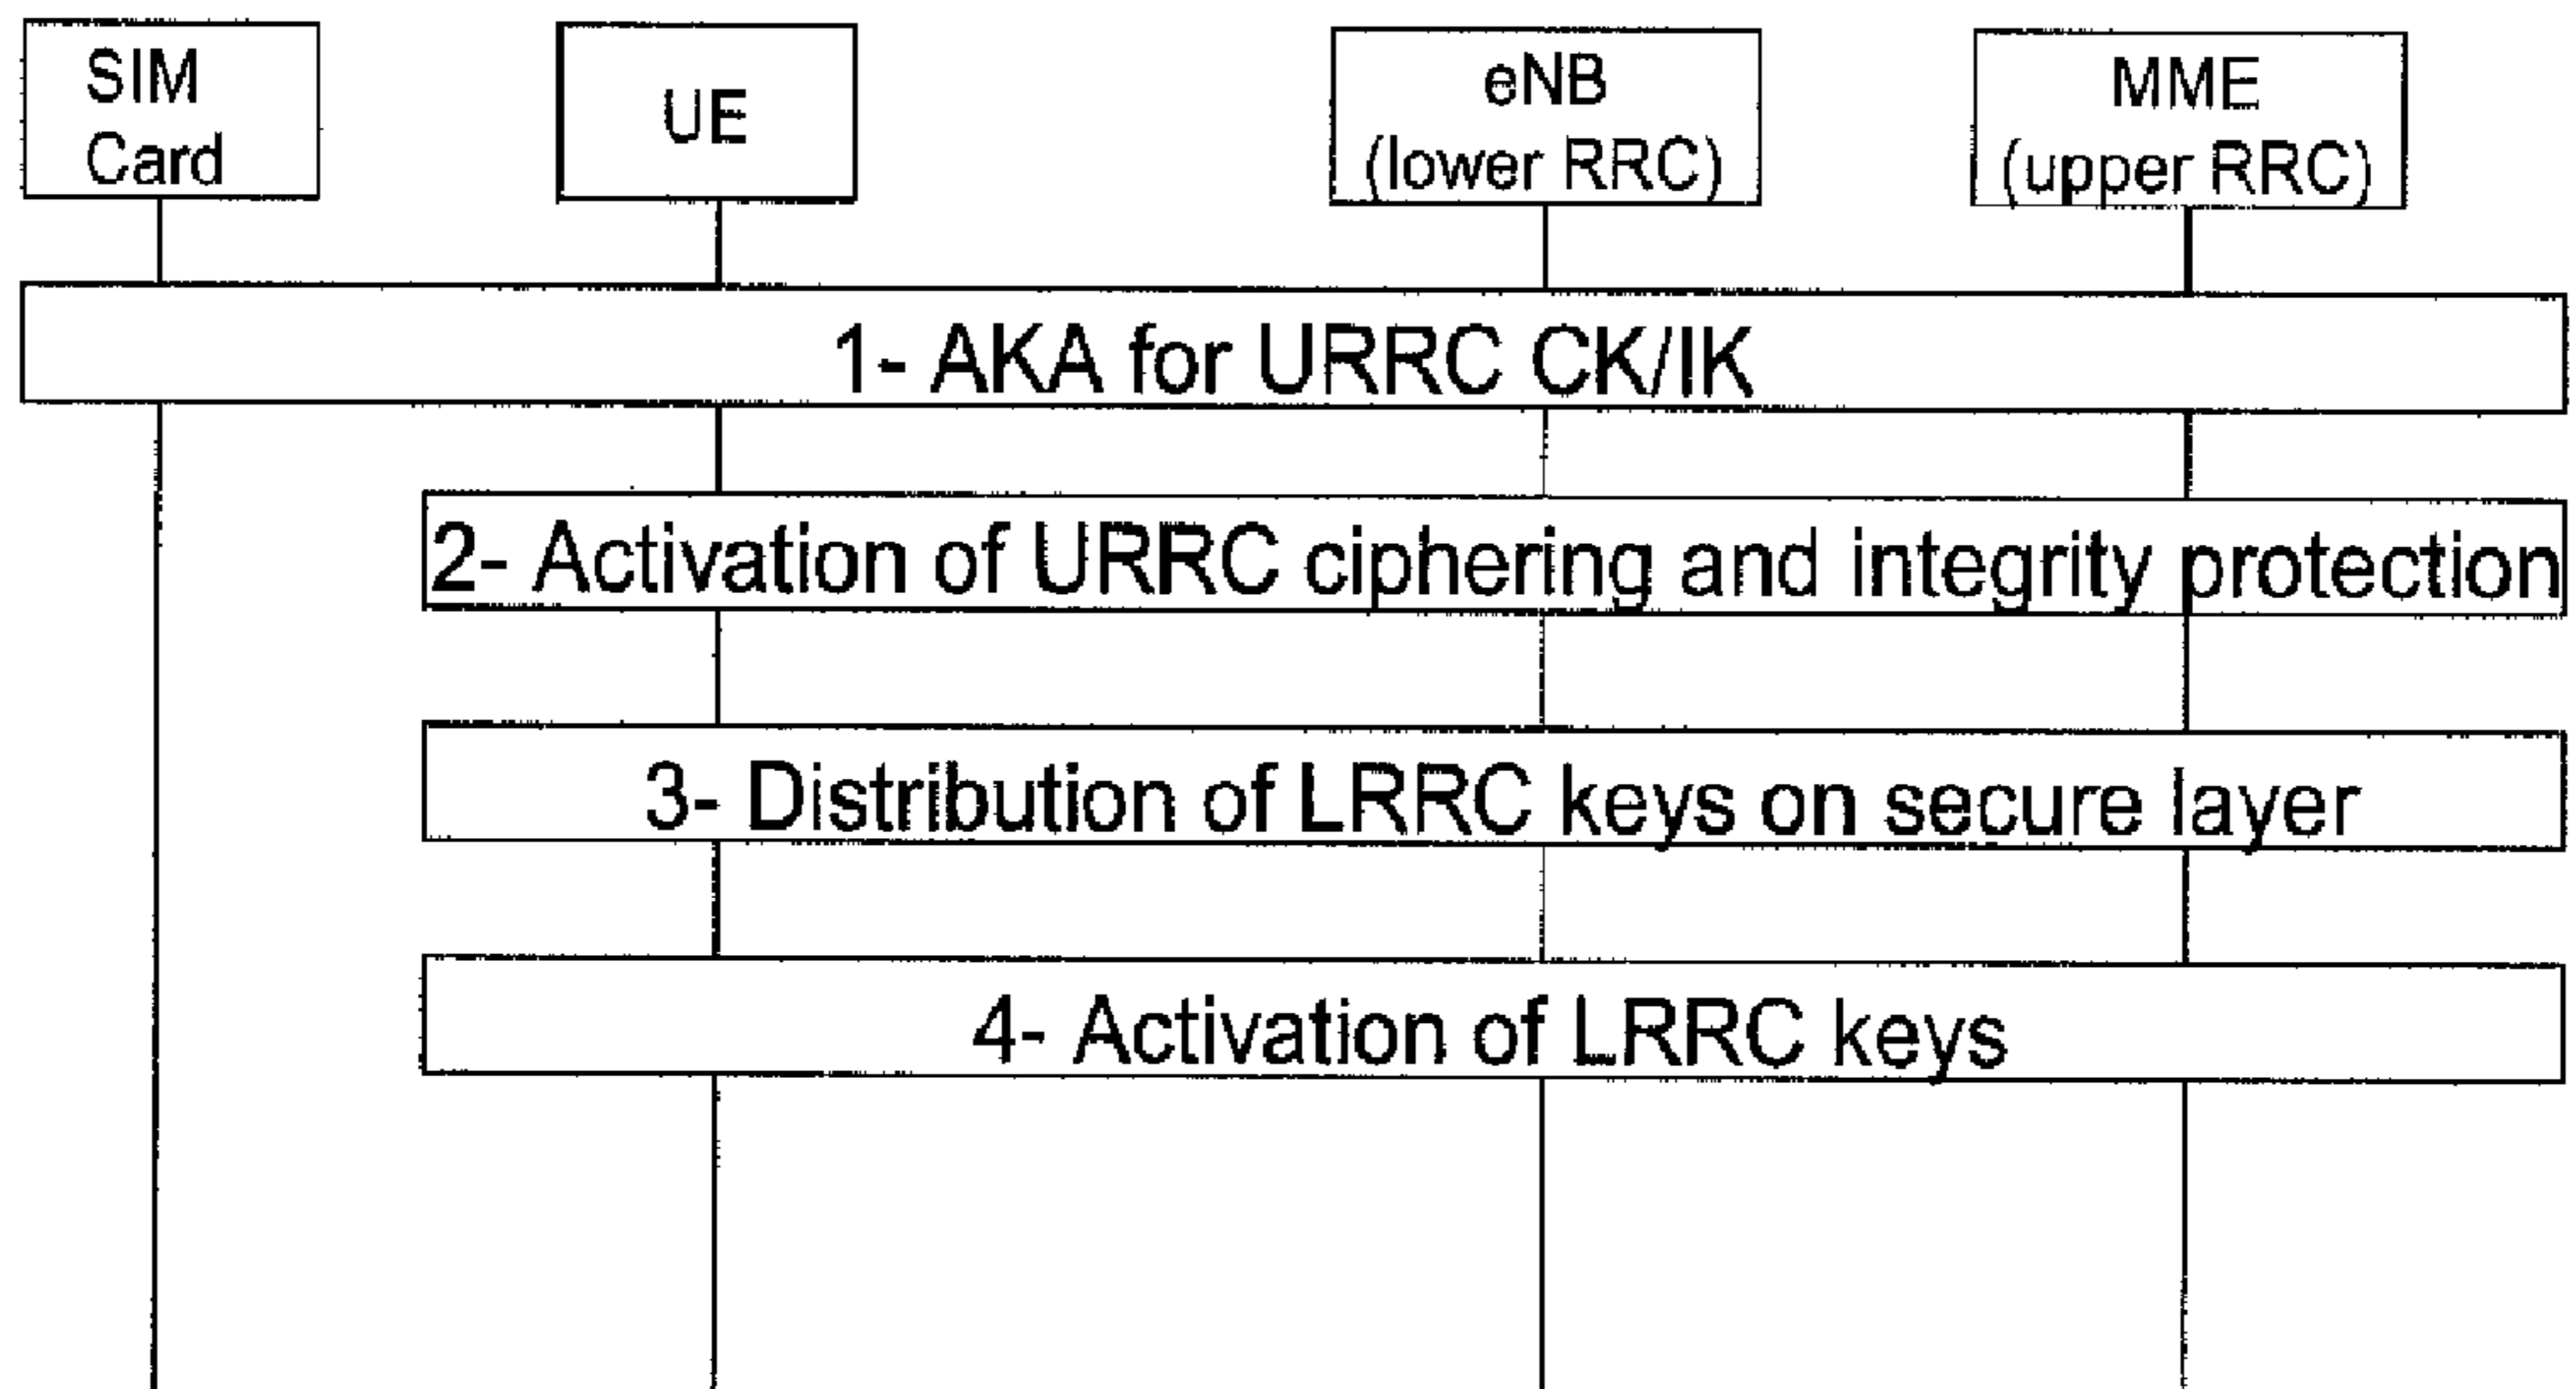 SIM
Card
UE
eNB
(lower RRC)
MME
(upper RRC)
1- AKA for URRC CK/IK
2- Activation of URRC ciphering and integrity protection
3- Distribution of LRRC keys on secure layer
4- Activation of LRRC keys